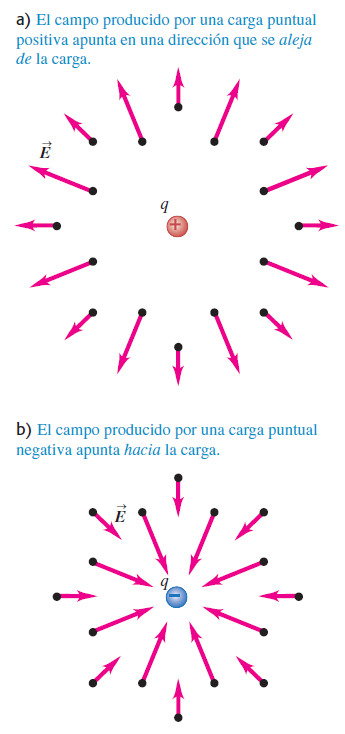 a) El campo producido por una carga puntual
positiva apunta en una dirección que se aleja
de la carga.
E⃗
q
+
b) El campo producido por una carga puntual
negativa apunta hacia la carga.
E⃗
q
−